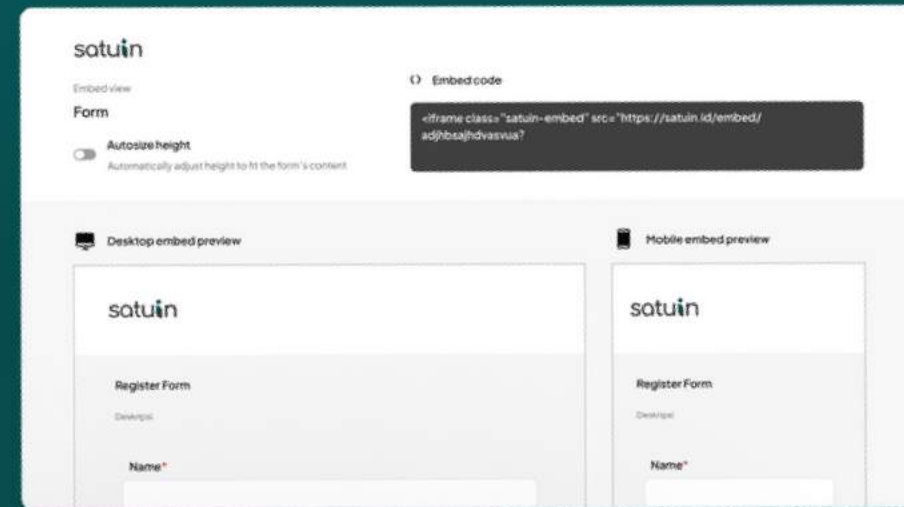 satuin
Embed view
Form
Autosize height
Automatically adjust height to fit the form's content
Embed code
<iframe class="satuin-embed" src="https://satuin.id/embed/
adjhbsajhdvasvua?
Desktop embed preview
satuin
Register Form
Deskripsi
Name*
Mobile embed preview
satuin
Register Form
Deskripsi
Name*